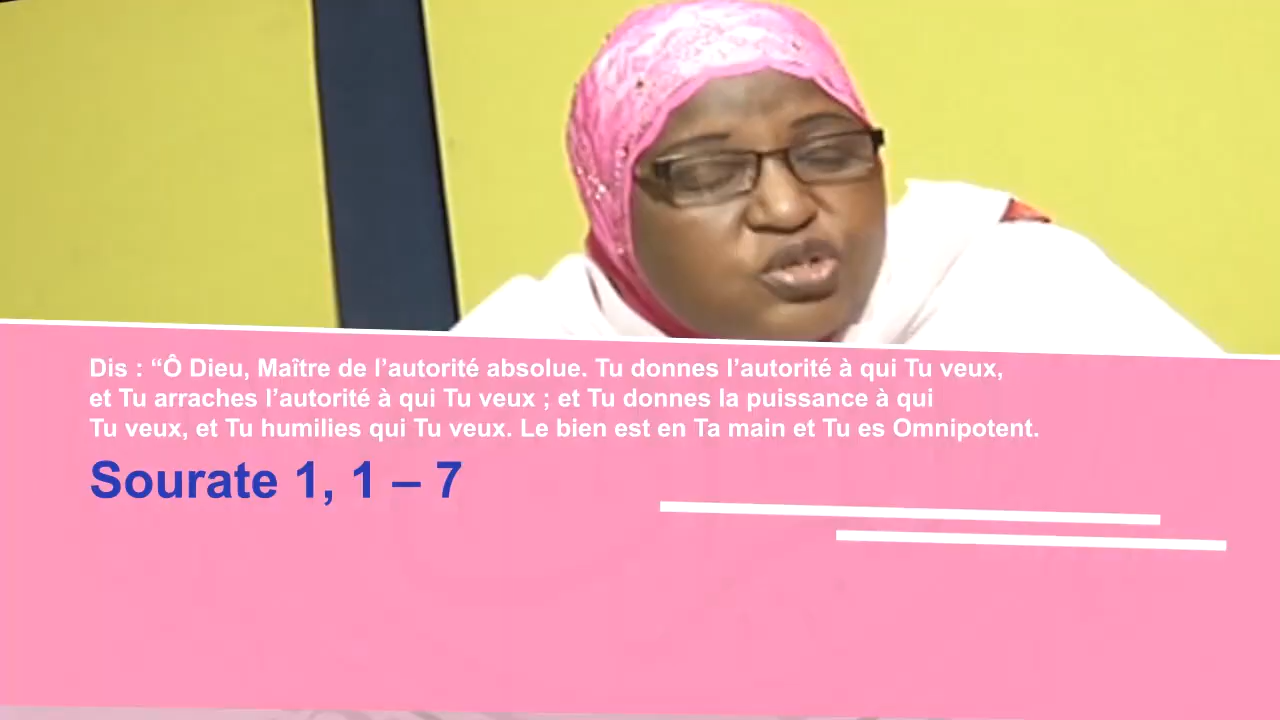 Dis : “Ô Dieu, Maître de l’autorité absolue. Tu donnes l’autorité à qui Tu veux,
et Tu arraches l’autorité à qui Tu veux ; et Tu donnes la puissance à qui
Tu veux, et Tu humilies qui Tu veux. Le bien est en Ta main et Tu es Omnipotent.
Sourate 1, 1 – 7